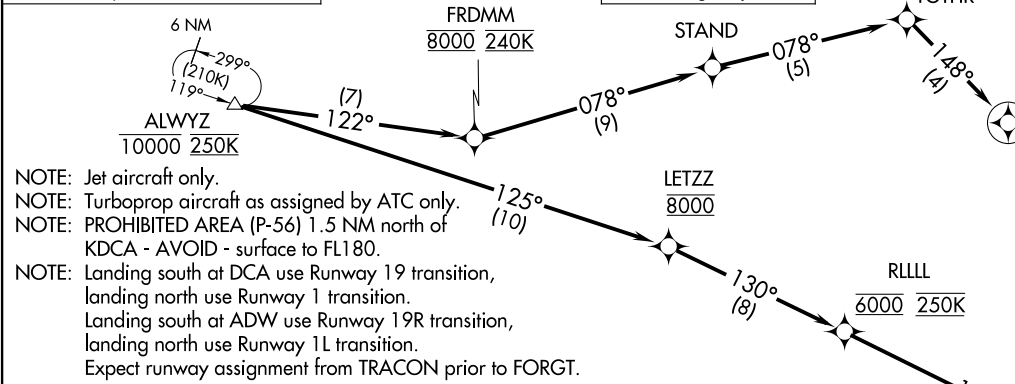 6 NM
299°
(210K)
119°
ALWYZ
10000 250K
FRDMM
8000 240K
(7)
122°
STAND
078°
(9)
078°
(5)
148°
(4)
125°
(10)
LETZZ
8000
130°
(8)
RLLLL
6000 250K
NOTE: Jet aircraft only.
NOTE: Turboprop aircraft as assigned by ATC only.
NOTE: PROHIBITED AREA (P-56) 1.5 NM north of
KDCA - AVOID - surface to FL180.
NOTE: Landing south at DCA use Runway 19 transition,
landing north use Runway 1 transition.
Landing south at ADW use Runway 19R transition,
landing north use Runway 1L transition.
Expect runway assignment from TRACON prior to FORGT.